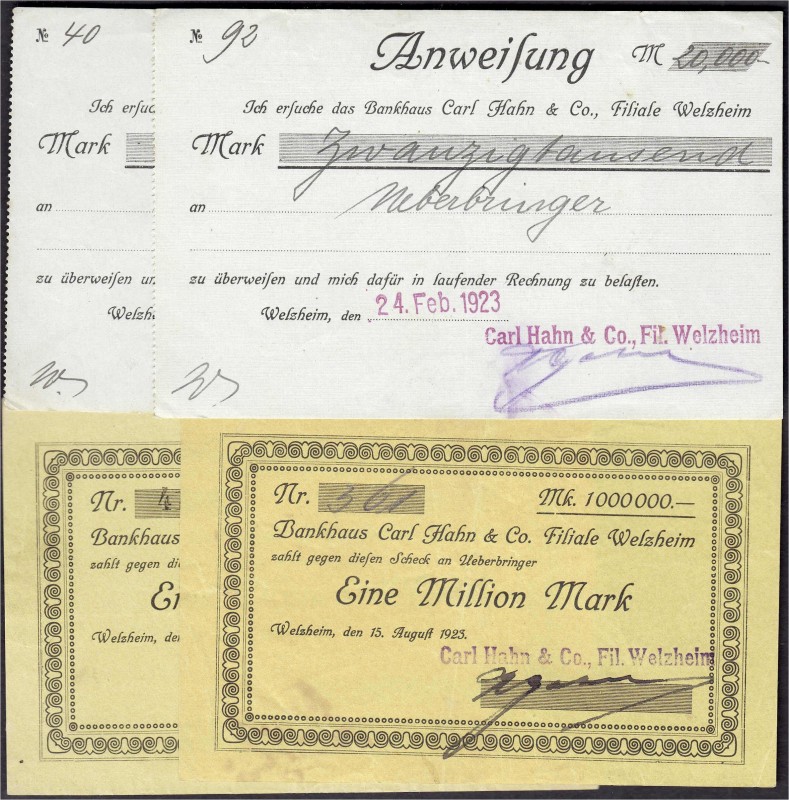 № 40
Ich ersuc
Mark
an
zu überweisen un
Welzheim,
№ 92
Anweisung M 20,000-
Ich ersuche das Bankhaus Carl Hahn & Co., Filiale Welzheim
Mark Zwanzigtausend
an Ueberbringer
zu überweisen und mich dafür in laufender Rechnung zu belasten.
Welzheim, den 24. Feb. 1923
Carl Hahn & Co., Fil. Welzheim
Nr. 4
Bankhaus
zahlt gegen die
Ei
Welzheim, de
Nr. 361
Mk. 1000000.—
Bankhaus Carl Hahn & Co. Filiale Welzheim
zahlt gegen diesen Scheck an Ueberbringer
Eine Million Mark
Welzheim, den 15. August 1923.
Carl Hahn & Co., Fil. Welzheim